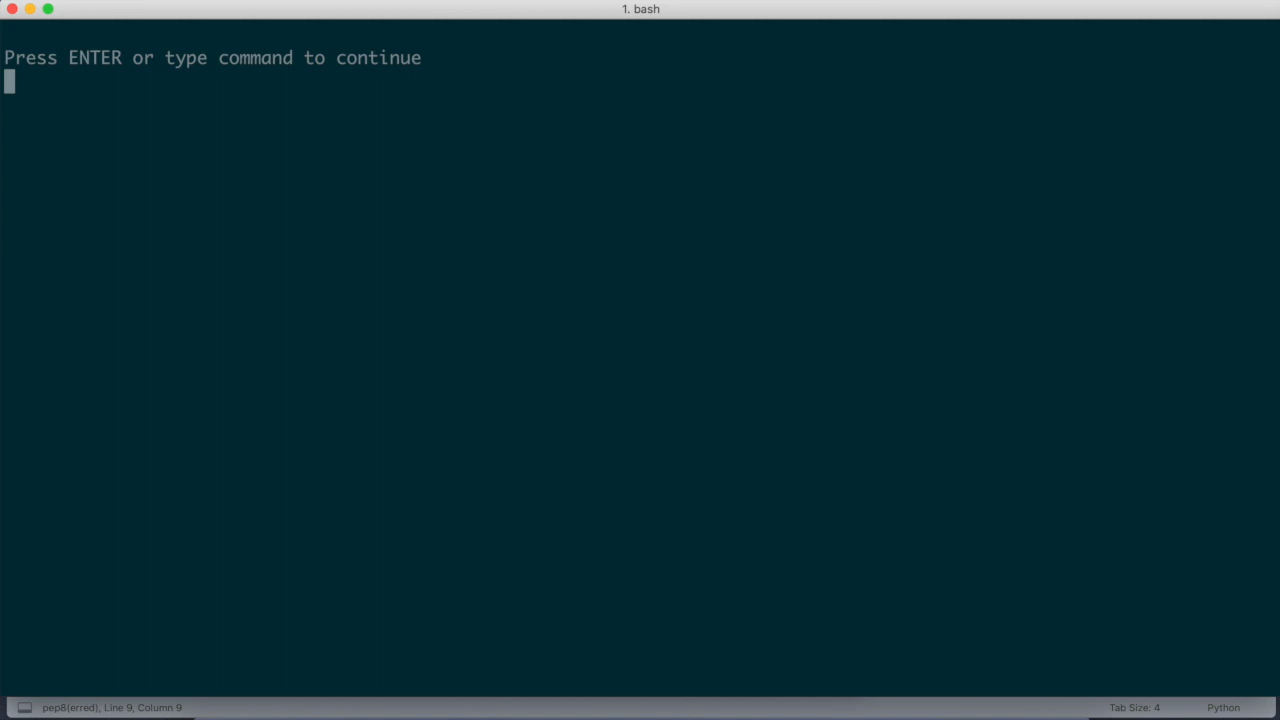 1. bash
Press ENTER or type command to continue
pep8(erred), Line 9, Column 9
Tab Size: 4
Python